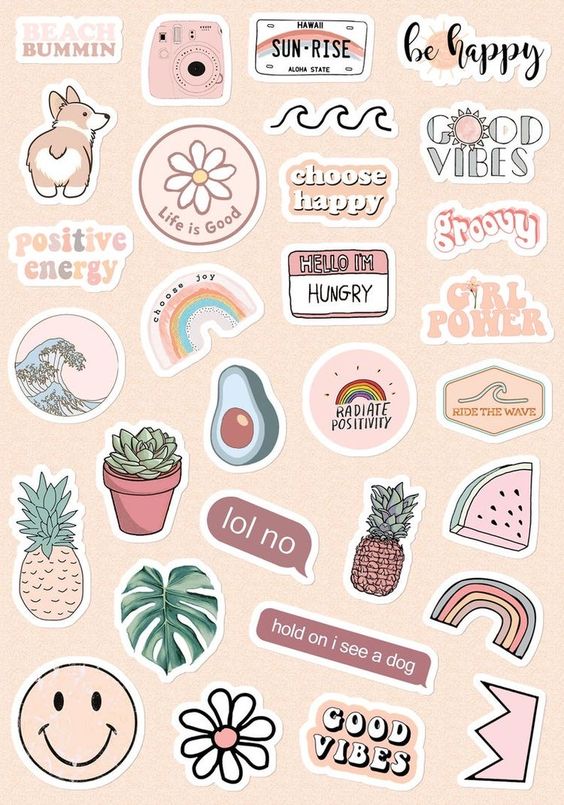 BEACH
BUMMIN
HAWAII
SUN-RISE
ALOHA STATE
be happy
GOOD
VIBES
Life is Good
choose
happy
groovy
positive
energy
choose joy
HELLO I'M
HUNGRY
GIRL
POWER
RADIATE
POSITIVITY
RIDE THE WAVE
lol no
hold on i see a dog
GOOD
VIBES